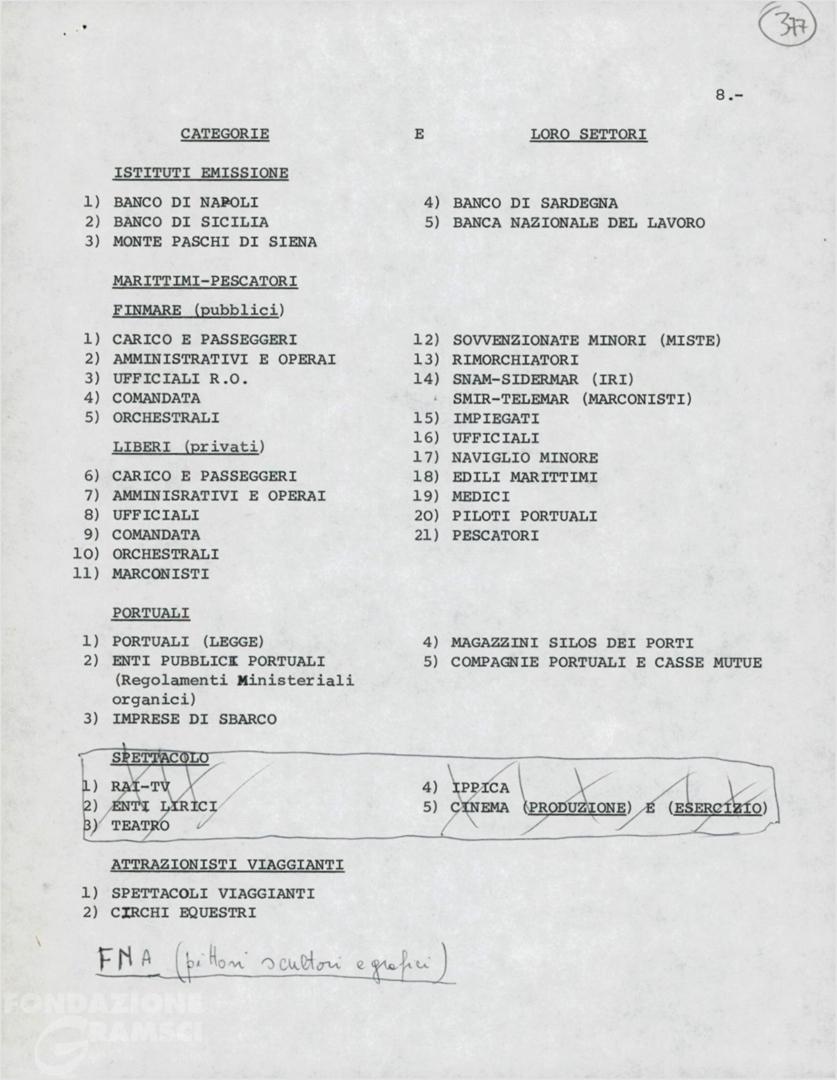 377
8.-
CATEGORIE E LORO SETTORI
ISTITUTI EMISSIONE
1) BANCO DI NAPOLI
2) BANCO DI SICILIA
3) MONTE PASCHI DI SIENA
4) BANCO DI SARDEGNA
5) BANCA NAZIONALE DEL LAVORO
MARITTIMI-PESCATORI
FINMARE (pubblici)
1) CARICO E PASSEGGERI
2) AMMINISTRATIVI E OPERAI
3) UFFICIALI R.O.
4) COMANDATA
5) ORCHESTRALI
LIBERI (privati)
6) CARICO E PASSEGGERI
7) AMMINISRATIVI E OPERAI
8) UFFICIALI
9) COMANDATA
10) ORCHESTRALI
11) MARCONISTI
12) SOVVENZIONATE MINORI (MISTE)
13) RIMORCHIATORI
14) SNAM-SIDERMAR (IRI)
SMIR-TELEMAR (MARCONISTI)
15) IMPIEGATI
16) UFFICIALI
17) NAVIGLIO MINORE
18) EDILI MARITTIMI
19) MEDICI
20) PILOTI PORTUALI
21) PESCATORI
PORTUALI
1) PORTUALI (LEGGE)
2) ENTI PUBBLICI PORTUALI
(Regolamenti Ministeriali
organici)
3) IMPRESE DI SBARCO
4) MAGAZZINI SILOS DEI PORTI
5) COMPAGNIE PORTUALI E CASSE MUTUE
SPETTACOLO
1) RAI-TV
2) ENTI LIRICI
3) TEATRO
4) IPPICA
5) CINEMA (PRODUZIONE) E (ESERCIZIO)
ATTRAZIONISTI VIAGGIANTI
1) SPETTACOLI VIAGGIANTI
2) CIRCHI EQUESTRI
FNA (pittori scultori e grafici)
FONDAZIONE
GRAMSCI